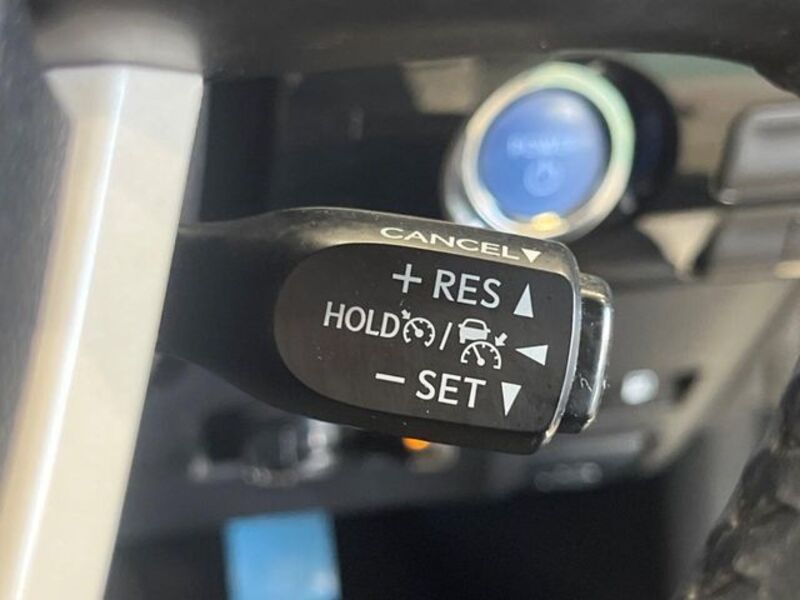 CANCEL
+ RES
HOLD /
− SET